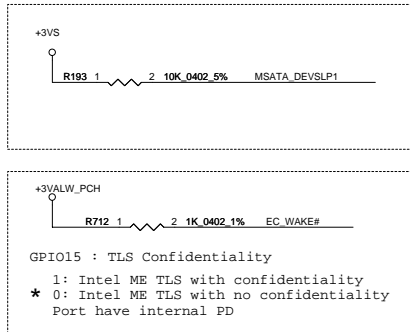 +3VS
R193 1 2 10K_0402_5% MSATA_DEVSLP1
+3VALW_PCH
R712 1 2 1K_0402_1% EC_WAKE#
GPIO15 : TLS Confidentiality
1: Intel ME TLS with confidentiality
* 0: Intel ME TLS with no confidentiality
Port have internal PD